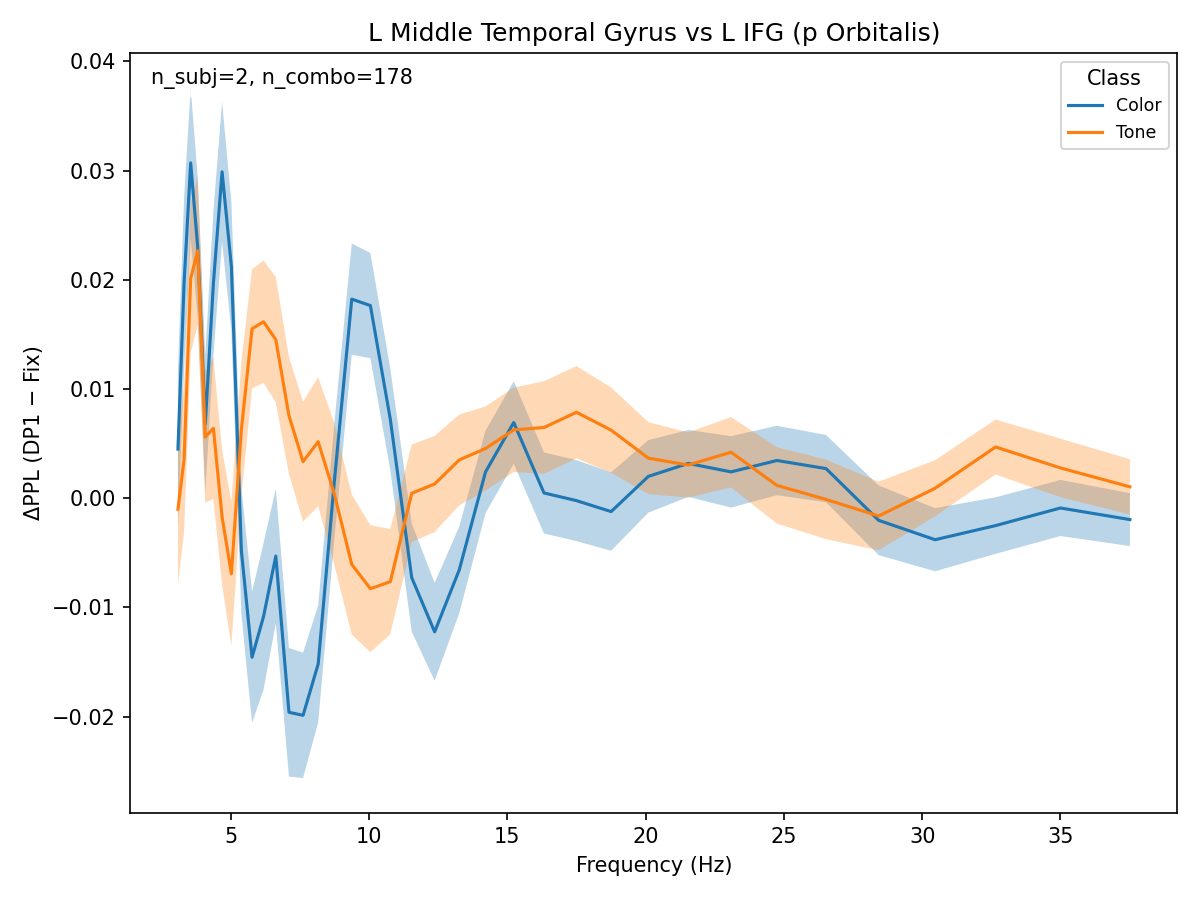 L Middle Temporal Gyrus vs L IFG (p Orbitalis)
n_subj=2, n_combo=178
Class
Color
Tone
ΔPPL (DP1 − Fix)
0.04
0.03
0.02
0.01
0.00
−0.01
−0.02
5 10 15 20 25 30 35
Frequency (Hz)